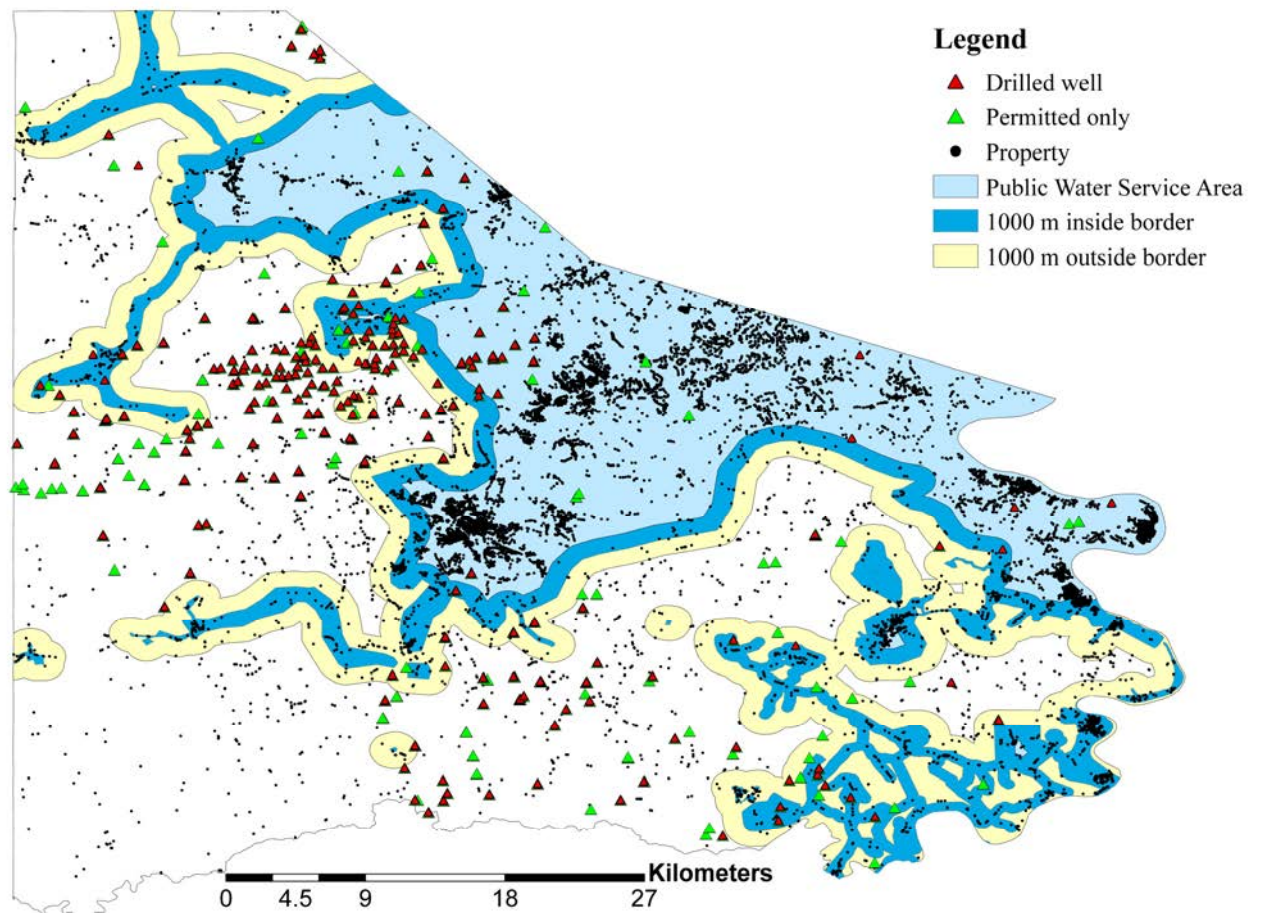 Legend
Drilled well
Permitted only
Property
Public Water Service Area
1000 m inside border
1000 m outside border
Kilometers
0 4.5 9 18 27